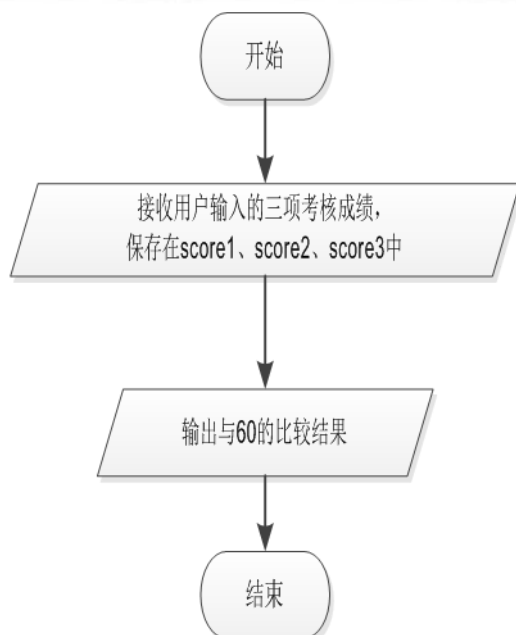 开始
接收用户输入的三项考核成绩，
保存在score1、score2、score3中
输出与60的比较结果
结束